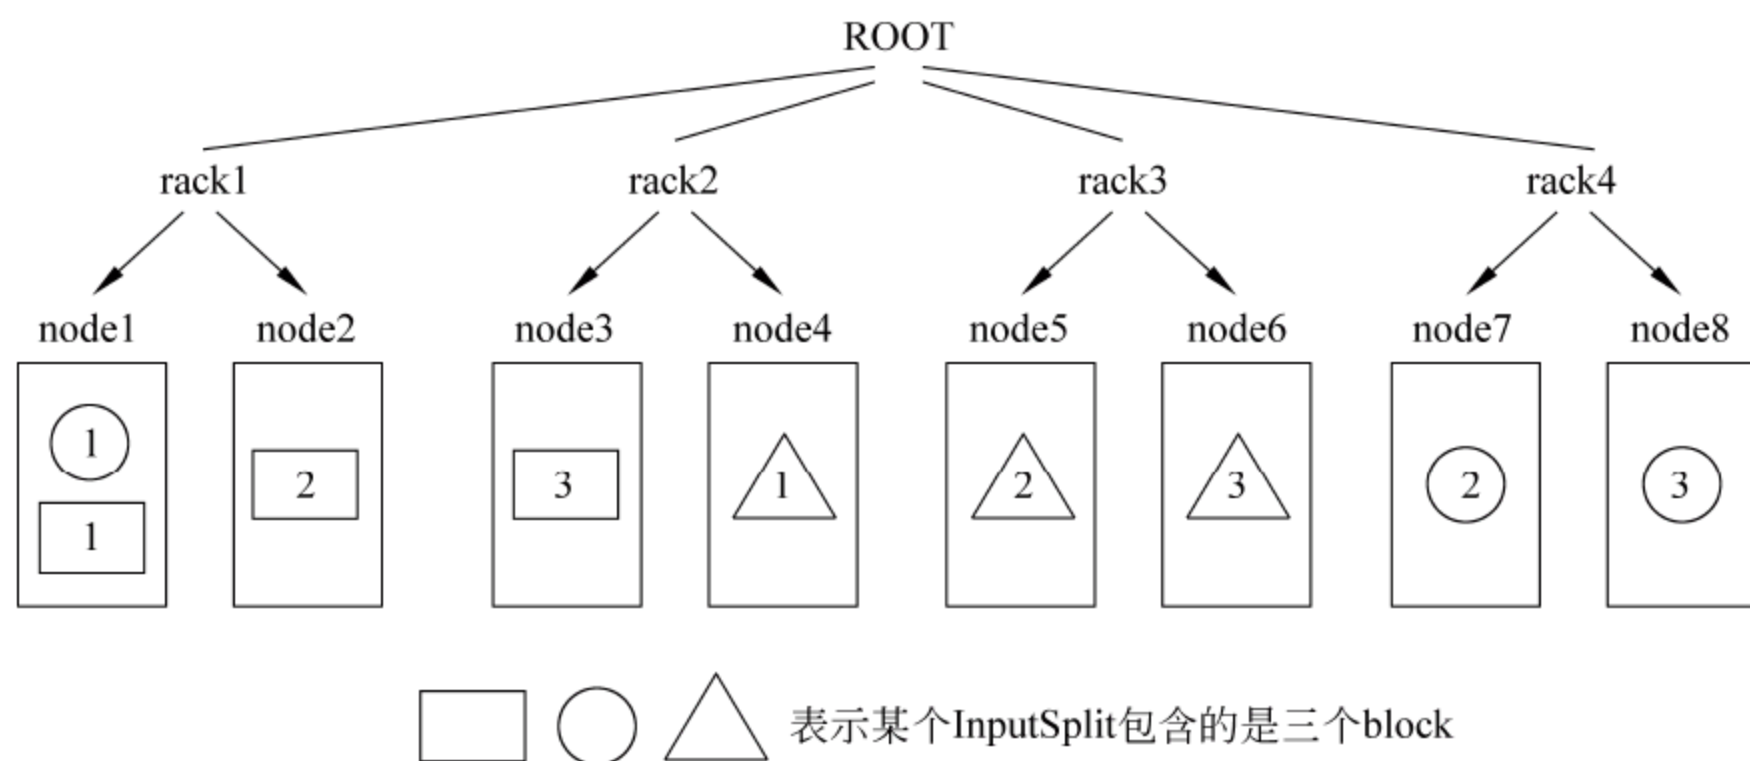 ROOT
rack1 rack2 rack3 rack4
node1 node2 node3 node4 node5 node6 node7 node8
1
2 3 1 2 3 2 3
1
表示某个InputSplit包含的是三个block